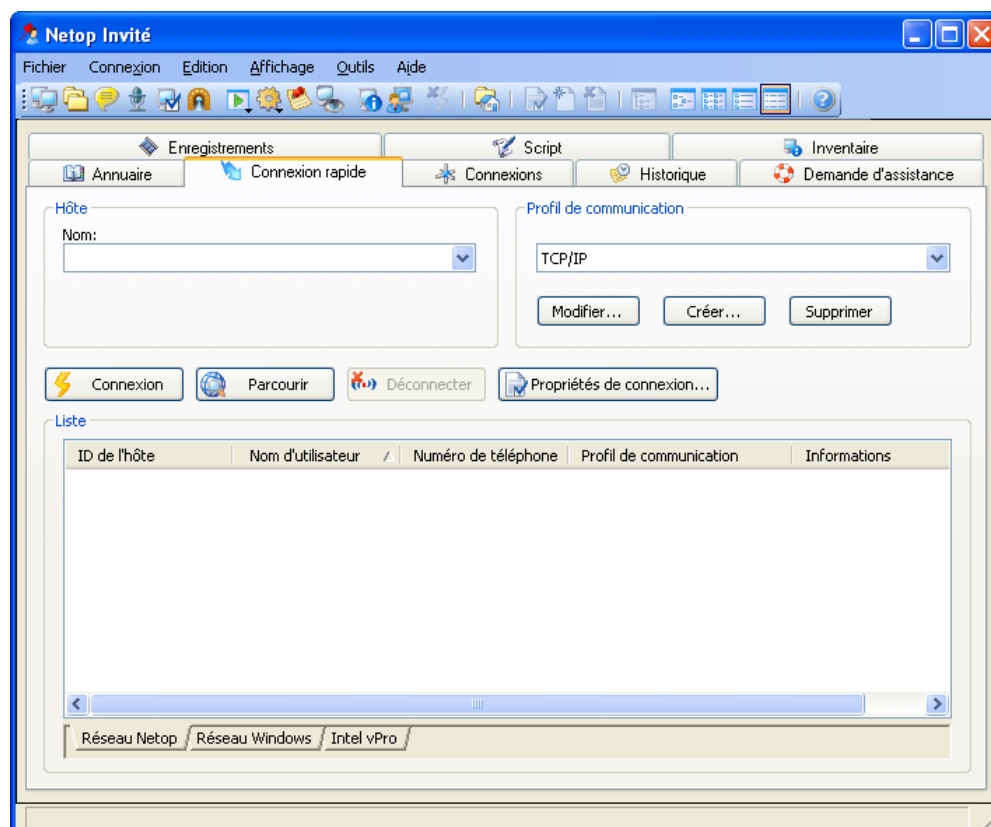 Netop Invité
Fichier Connexion Edition Affichage Outils Aide
Enregistrements Script Inventaire
Annuaire Connexion rapide Connexions Historique Demande d'assistance
Hôte
Nom:
Profil de communication
TCP/IP
Modifier... Créer... Supprimer
Connexion Parcourir Déconnecter Propriétés de connexion...
Liste
ID de l'hôte Nom d'utilisateur Numéro de téléphone Profil de communication Informations
Réseau Netop Réseau Windows Intel vPro